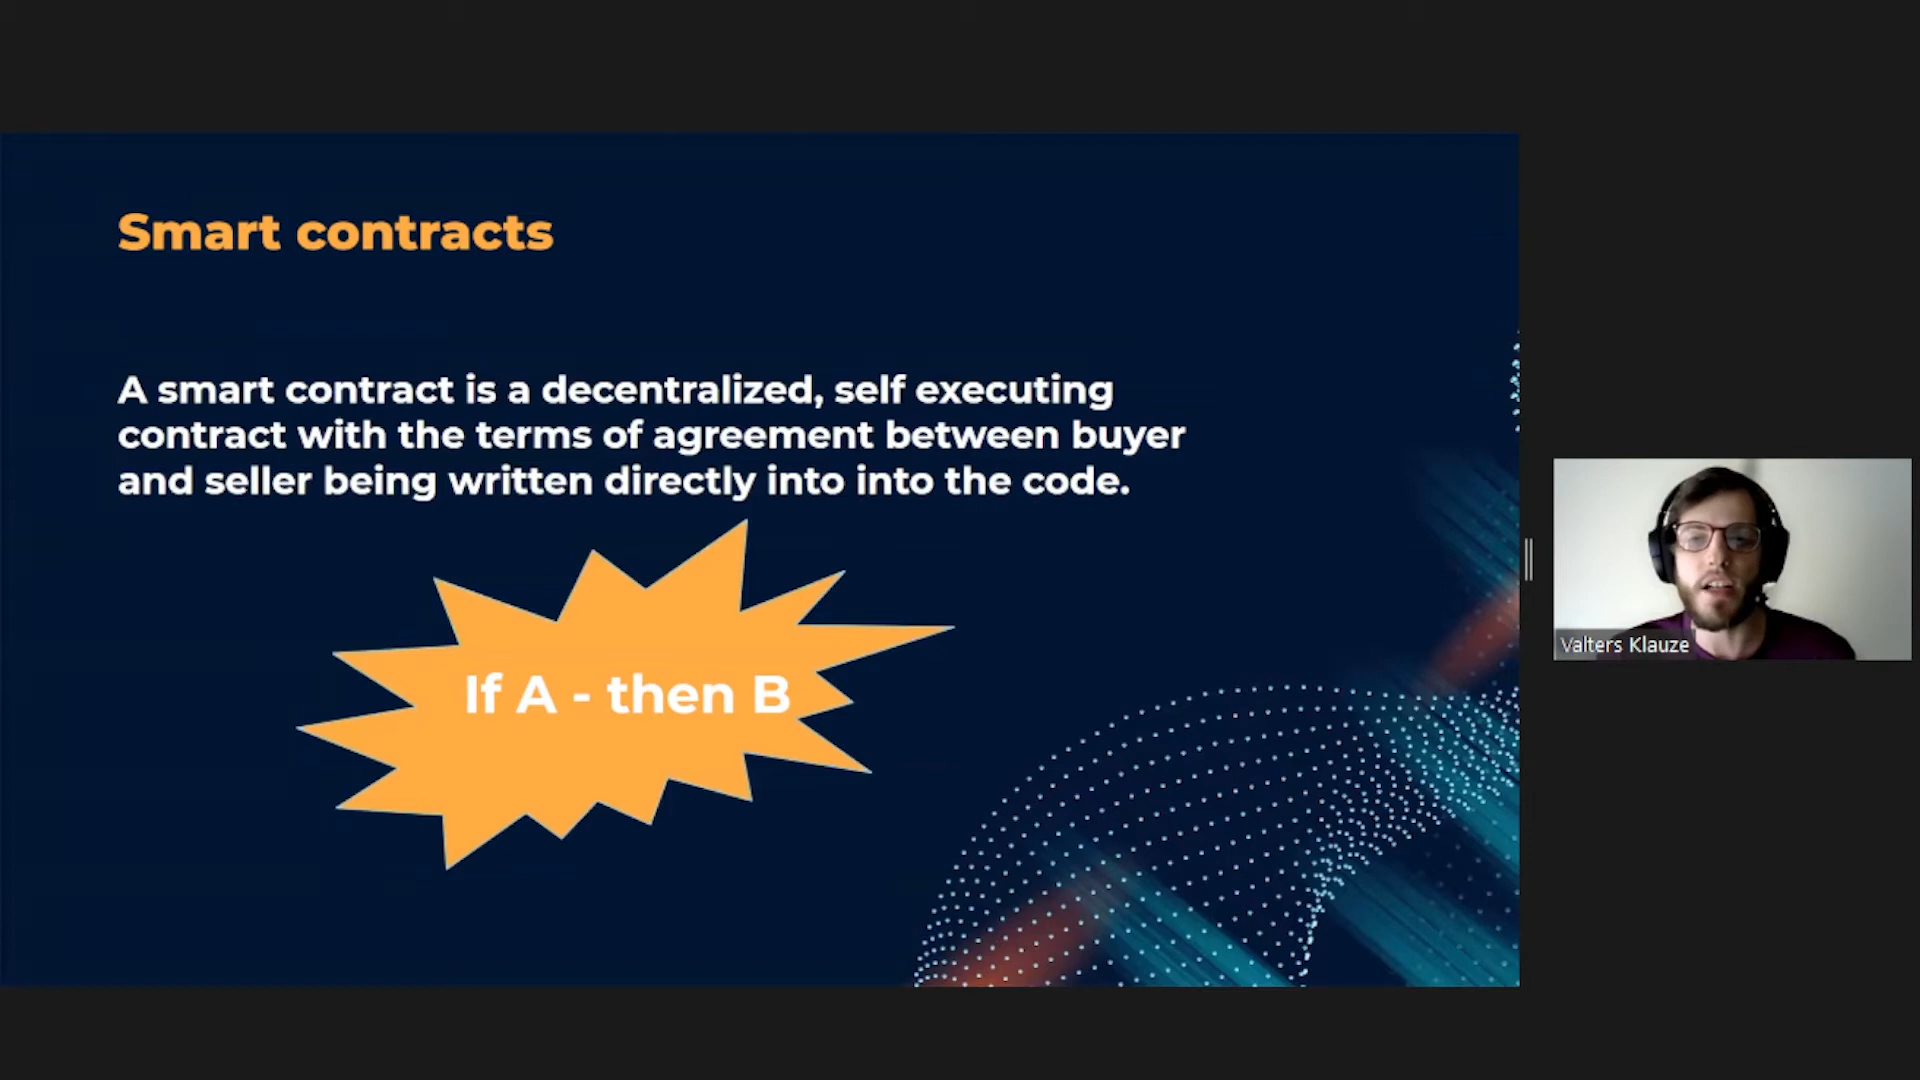 Smart contracts
A smart contract is a decentralized, self executing
contract with the terms of agreement between buyer
and seller being written directly into into the code.
If A - then B
Valters Klauze